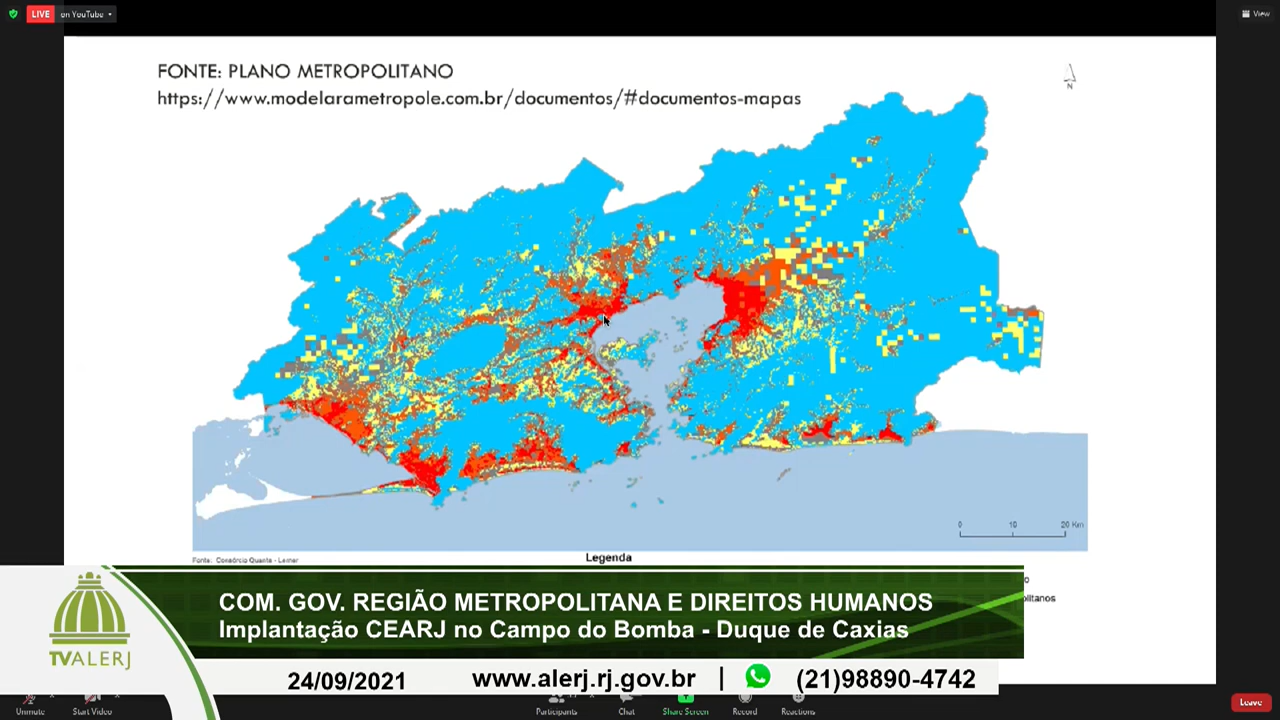 LIVE on YouTube
View
FONTE: PLANO METROPOLITANO
https://www.modelarametropole.com.br/documentos/#documentos-mapas
N
0 10 20 Km
Fonte: Consórcio Quanta - Lerner
Legenda
COM. GOV. REGIÃO METROPOLITANA E DIREITOS HUMANOS
Implantação CEARJ no Campo do Bomba - Duque de Caxias
TVALERJ
24/09/2021 www.alerj.rj.gov.br | (21)98890-4742
Unmute Start Video Participants Chat Share Screen Record Reactions Leave